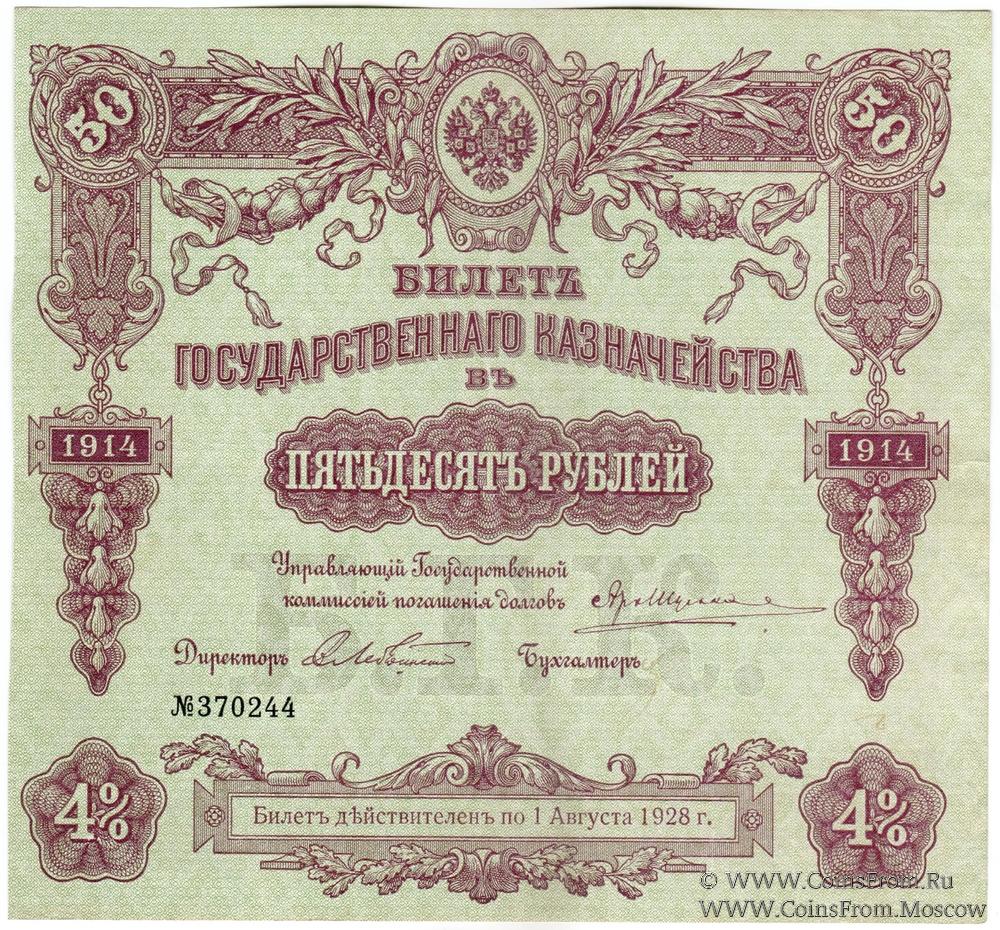 50 50
БИЛЕТЪ
ГОСУДАРСТВЕННАГО КАЗНАЧЕЙСТВА
ВЪ
1914 1914
ПЯТЬДЕСЯТЪ РУБЛЕЙ
Управляющій Государственной
коммиссіей погашенія долговъ
Директоръ Бухгалтеръ
№370244
4% 4%
Билетъ дѣйствителенъ по 1 Августа 1928 г.
© WWW.CoinsFrom.Ru
WWW.CoinsFrom.Moscow